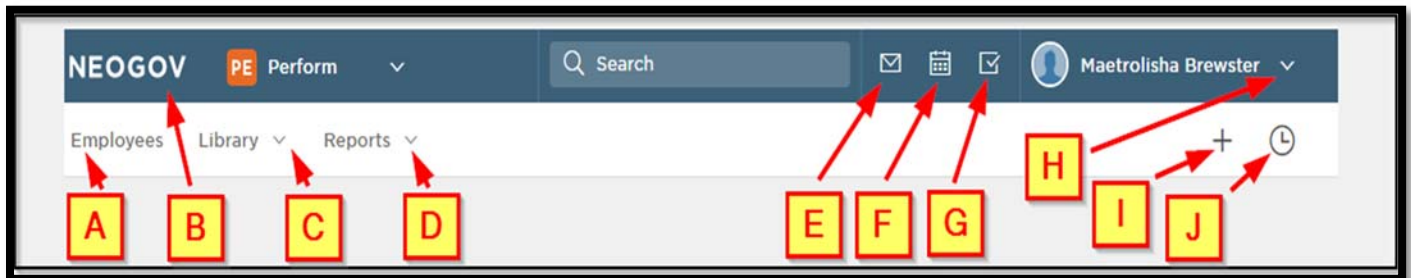 NEOGOV PE Perform Search Maetrolisha Brewster
Employees Library Reports
H
A B C D E F G I J